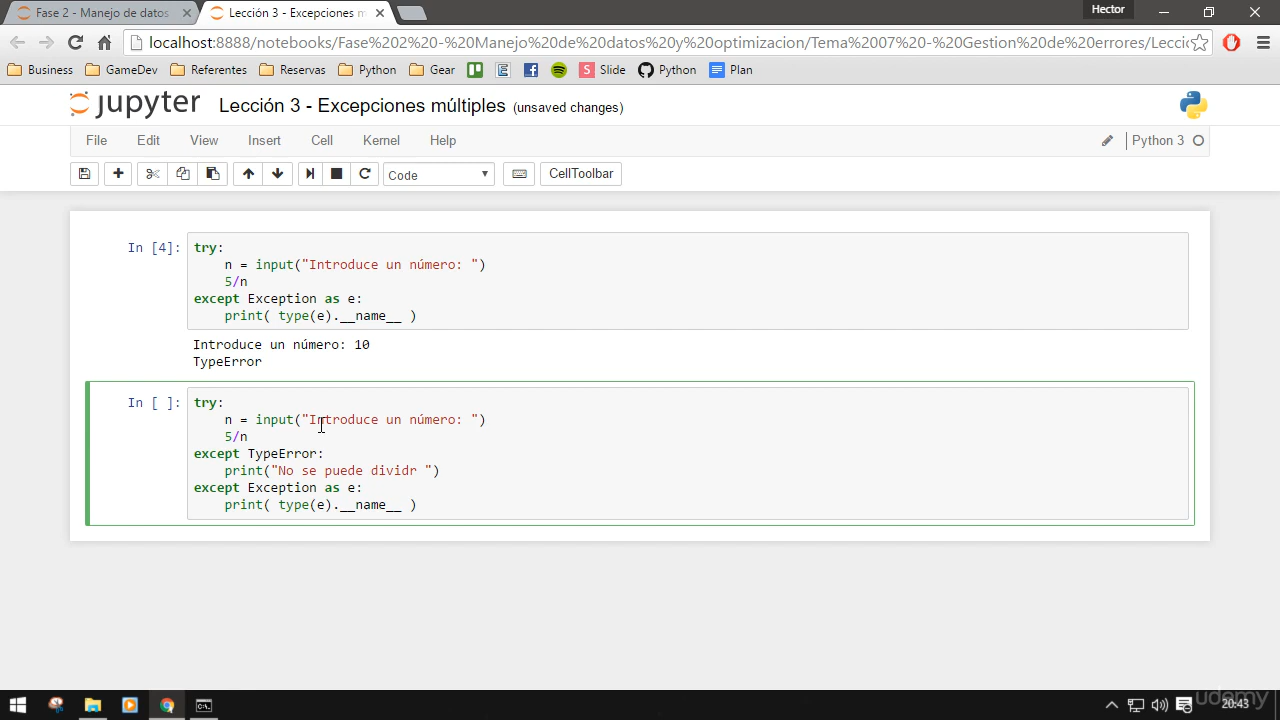 Fase 2 - Manejo de datos
Lección 3 - Excepciones m
Hector
localhost:8888/notebooks/Fase%202%20-%20Manejo%20de%20datos%20y%20optimizacion/Tema%2007%20-%20Gestion%20de%20errores/Lecci
Business GameDev Referentes Reservas Python Gear Slide Python Plan
jupyter Lección 3 - Excepciones múltiples (unsaved changes)
File Edit View Insert Cell Kernel Help Python 3
Code CellToolbar
In [4]: try:
n = input("Introduce un número: ")
5/n
except Exception as e:
print( type(e).__name__ )
Introduce un número: 10
TypeError
In [ ]: try:
n = input("Introduce un número: ")
5/n
except TypeError:
print("No se puede dividr ")
except Exception as e:
print( type(e).__name__ )
udemy
20:43